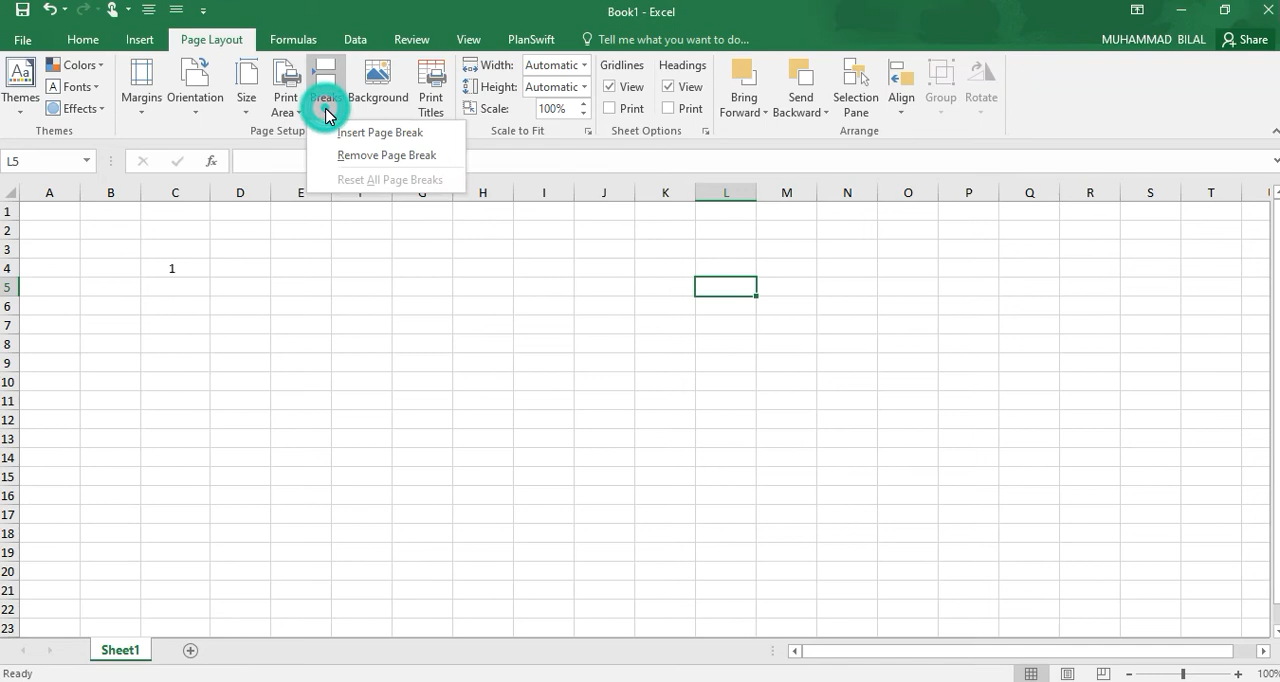 Book1 - Excel
File Home Insert Page Layout Formulas Data Review View PlanSwift Tell me what you want to do... MUHAMMAD BILAL Share
Aa Colors Width: Automatic Gridlines Headings
Fonts Height: Automatic View View
Themes Effects Margins Orientation Size Print Area Breaks Background Print Titles Scale: 100% Print Print Bring Forward Send Backward Selection Pane Align Group Rotate
Themes Page Setup Scale to Fit Sheet Options Arrange
Insert Page Break
Remove Page Break
Reset All Page Breaks
L5 fx
A B C D E F G H I J K L M N O P Q R S T
1
2
3
4 1
5
6
7
8
9
10
11
12
13
14
15
16
17
18
19
20
21
22
23
Sheet1
Ready 100%